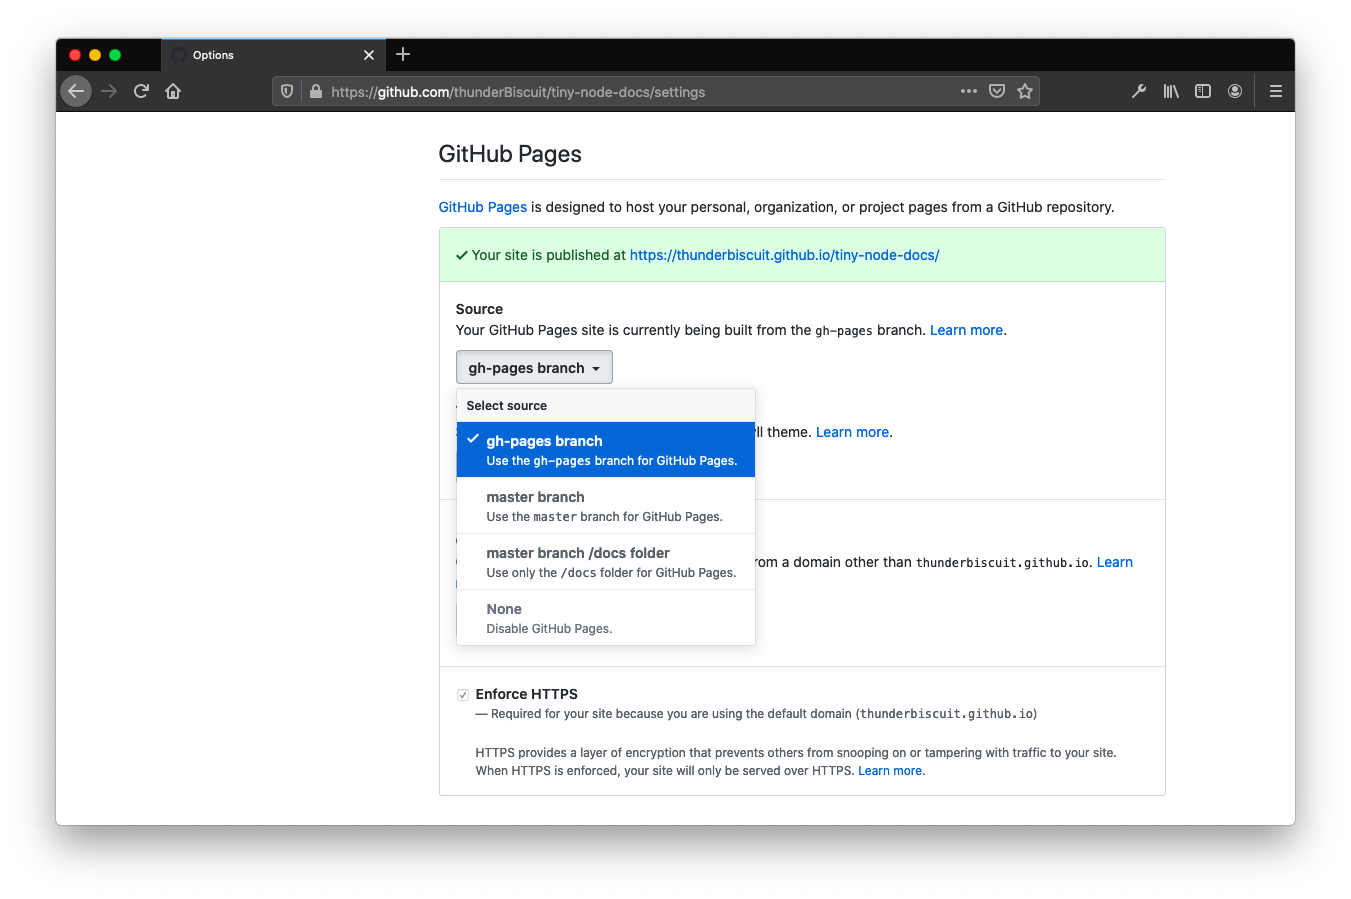 Options
https://github.com/thunderBiscuit/tiny-node-docs/settings
GitHub Pages
GitHub Pages is designed to host your personal, organization, or project pages from a GitHub repository.
Your site is published at https://thunderbiscuit.github.io/tiny-node-docs/
Source
Your GitHub Pages site is currently being built from the gh-pages branch. Learn more.
gh-pages branch
Select source
gh-pages branch
ll theme. Learn more.
Use the gh-pages branch for GitHub Pages.
master branch
Use the master branch for GitHub Pages.
master branch /docs folder
om a domain other than thunderbiscuit.github.io. Learn
Use only the /docs folder for GitHub Pages.
None
Disable GitHub Pages.
Enforce HTTPS
— Required for your site because you are using the default domain (thunderbiscuit.github.io)
HTTPS provides a layer of encryption that prevents others from snooping on or tampering with traffic to your site.
When HTTPS is enforced, your site will only be served over HTTPS. Learn more.